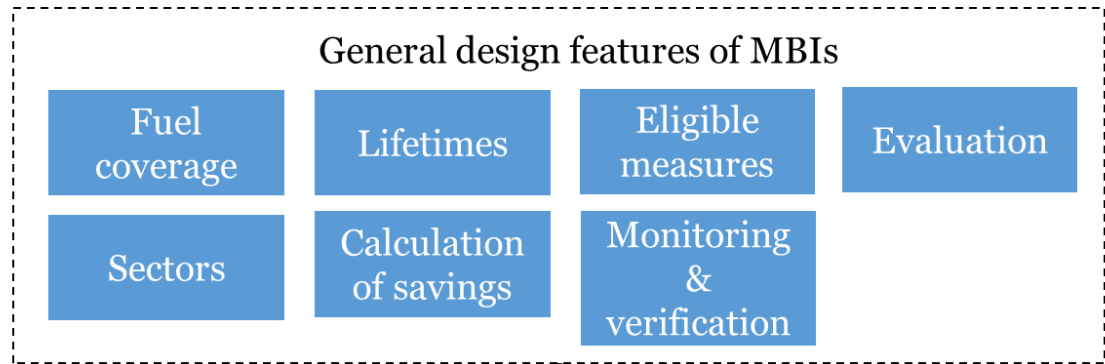 General design features of MBIs
Fuel
coverage
Lifetimes
Eligible
measures
Evaluation
Sectors
Calculation
of savings
Monitoring
&
verification